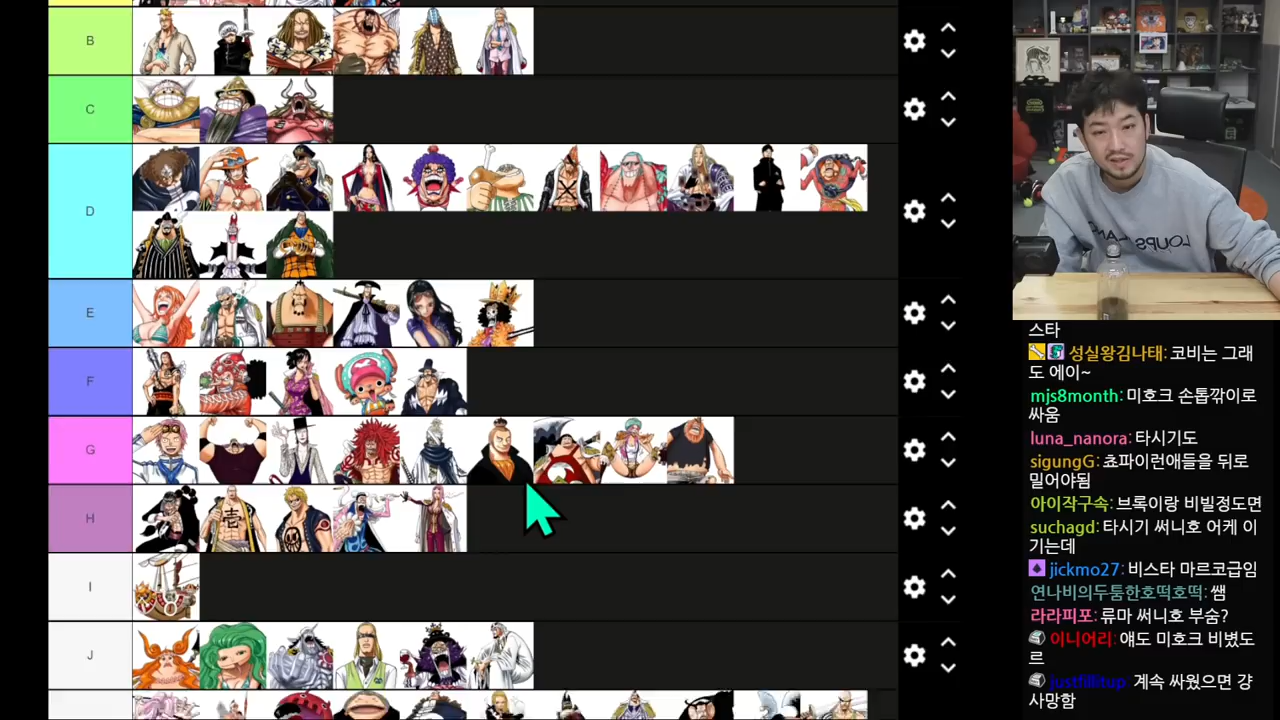 B
C
D
E
F
G
H
I
J
스타
성실왕김나태: 코비는 그래
도 에이~
mjs8month: 미호크 손톱깎이로
싸움
luna_nanora: 타시기도
sigungG: 쵸파이런애들을 뒤로
밀어야됨
아이작구속: 브룩이랑 비빌정도면
suchagd: 타시기 써니호 어케 이
기는데
jickmo27: 비스타 마르코급임
연나비의두툼한호떡호떡: 쌤
라라피포: 류마 써니호 부숨?
이니어리: 얘도 미호크 비볐도
르
justfillitup: 계속 싸웠으면 걍
사망함